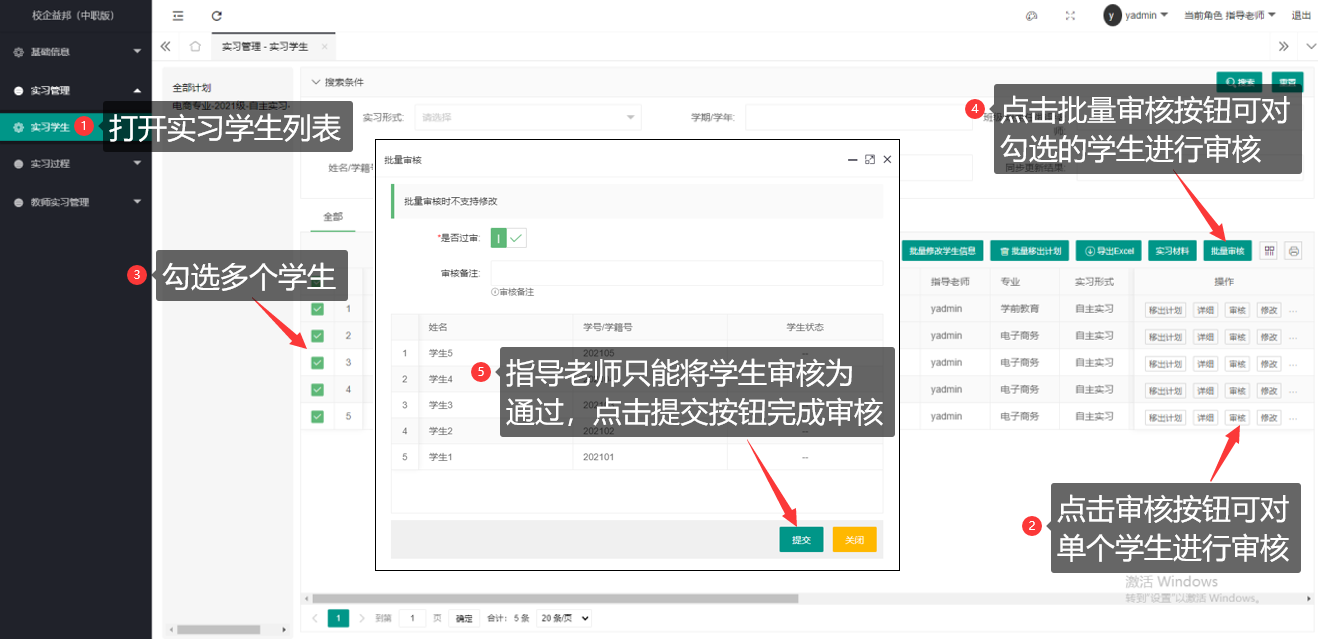 校企益邦（中职版）
yadmin
当前角色 指导老师
退出
实习管理 - 实习学生
基础信息
实习管理
实习学生
实习过程
教师实习管理
全部计划
电商专业-2021级-自主实习-
搜索条件
搜索
重置
实习形式:
请选择
学期/学年:
姓名/学籍号
同步更新结果:
1
打开实习学生列表
4
点击批量审核按钮可对
勾选的学生进行审核
3
勾选多个学生
全部
批量修改学生信息
批量移出计划
导出Excel
实习材料
批量审核
指导老师
专业
实习形式
操作
1
yadmin
学前教育
自主实习
移出计划
详细
审核
修改
...
2
yadmin
电子商务
自主实习
移出计划
详细
审核
修改
...
3
yadmin
电子商务
自主实习
移出计划
详细
审核
修改
...
4
yadmin
电子商务
自主实习
移出计划
详细
审核
修改
...
5
yadmin
电子商务
自主实习
移出计划
详细
审核
修改
...
批量审核
批量审核时不支持修改
*是否过审:
审核备注:
审核备注
姓名
学号/学籍号
学生状态
1
学生5
202105
--
2
学生4
3
学生3
4
学生2
202102
5
学生1
202101
--
5
指导老师只能将学生审核为
通过，点击提交按钮完成审核
提交
关闭
2
点击审核按钮可对
单个学生进行审核
激活 Windows
转到"设置"以激活 Windows。
1
到第
1
页
确定
合计：5 条
20 条/页